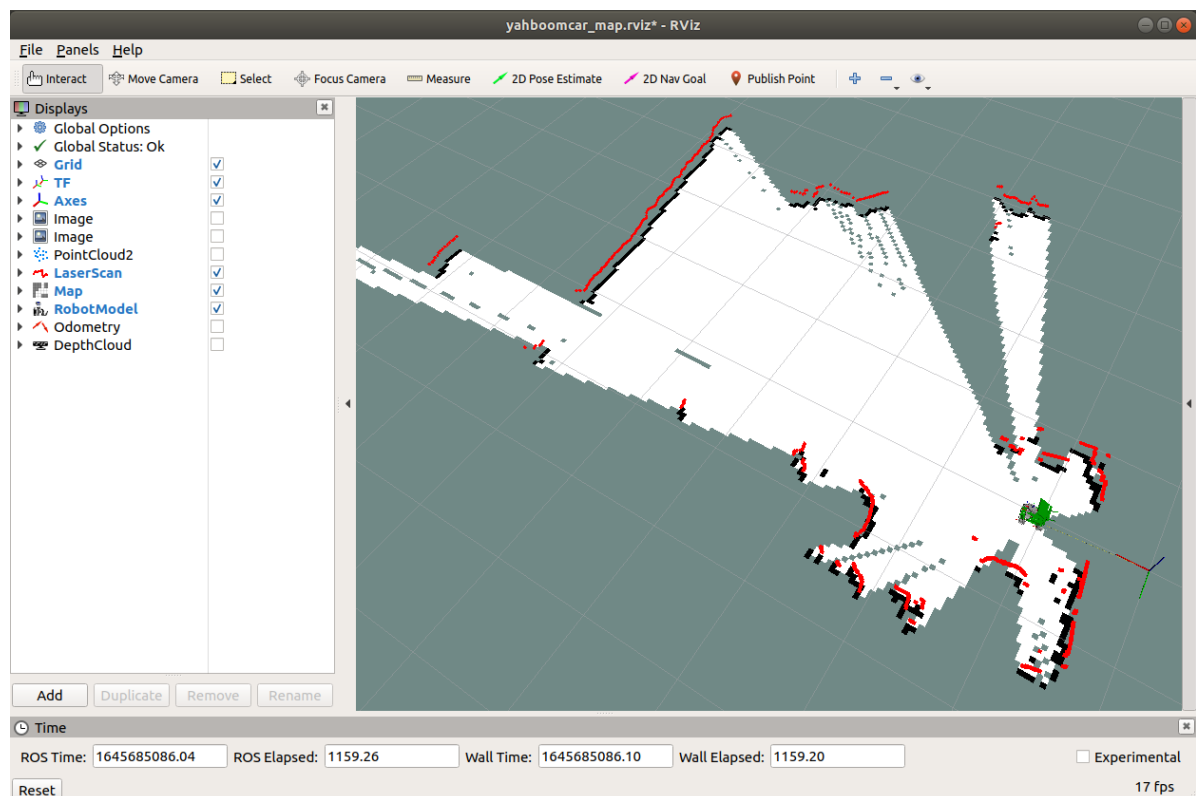 yahboomcar_map.rviz* - RViz
File Panels Help
Interact Move Camera Select Focus Camera Measure 2D Pose Estimate 2D Nav Goal Publish Point
Displays
Global Options
Global Status: Ok
Grid
TF
Axes
Image
Image
PointCloud2
LaserScan
Map
RobotModel
Odometry
DepthCloud
Add Duplicate Remove Rename
Time
ROS Time: 1645685086.04 ROS Elapsed: 1159.26 Wall Time: 1645685086.10 Wall Elapsed: 1159.20 Experimental
Reset 17 fps